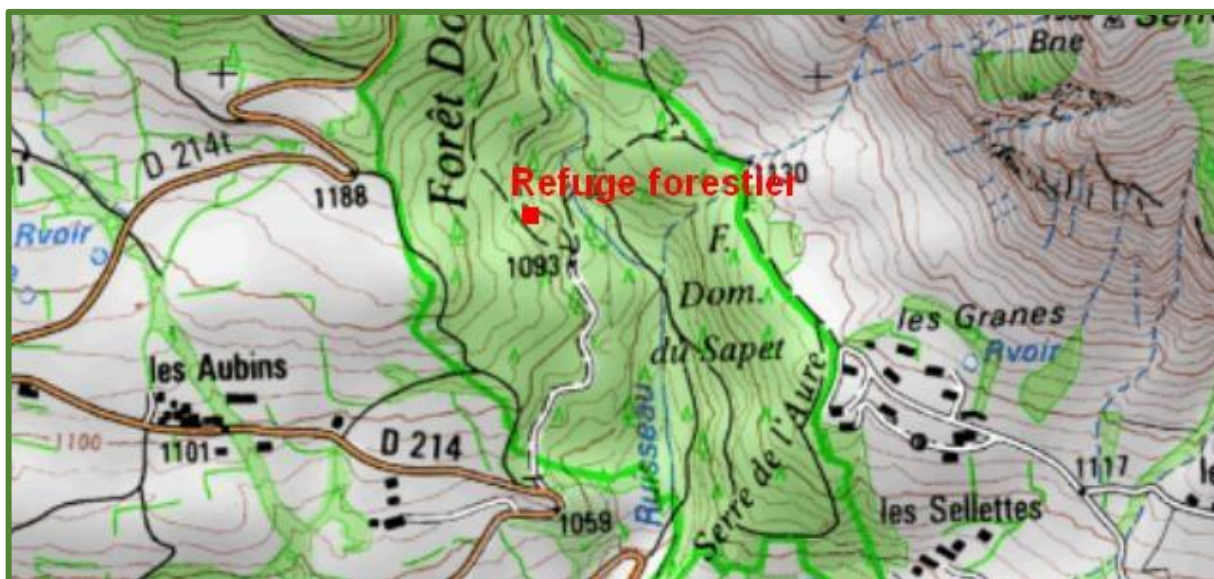 Serre
Bne
Forêt Do
D 214t
1188
1130
Refuge forestier
Rvoir
1093
F.
Dom.
du Sapet
les Granes
Rvoir
les Aubins
1100
1101
D 214
Ruisseau
Serre de l'Aure
1117
les Sellettes
1059